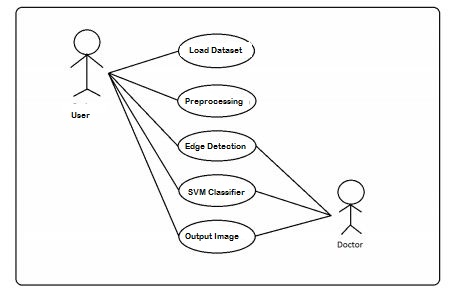 Load Dataset
Preprocessing
User
Edge Detection
SVM Classifier
Output Image
Doctor